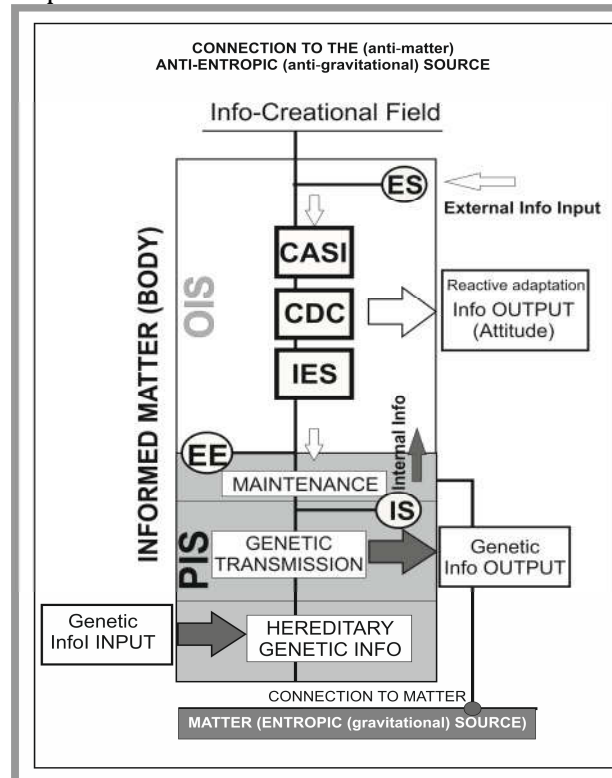 CONNECTION TO THE (anti-matter)
ANTI-ENTROPIC (anti-gravitational) SOURCE
Info-Creational Field
ES
External Info Input
INFORMED MATTER (BODY)
OIS
CASI
CDC
IES
Reactive adaptation
Info OUTPUT
(Attitude)
Internal Info
EE
MAINTENANCE
IS
PIS
GENETIC
TRANSMISSION
Genetic
Info OUTPUT
Genetic
InfoI INPUT
HEREDITARY
GENETIC INFO
CONNECTION TO MATTER
MATTER (ENTROPIC (gravitational) SOURCE)